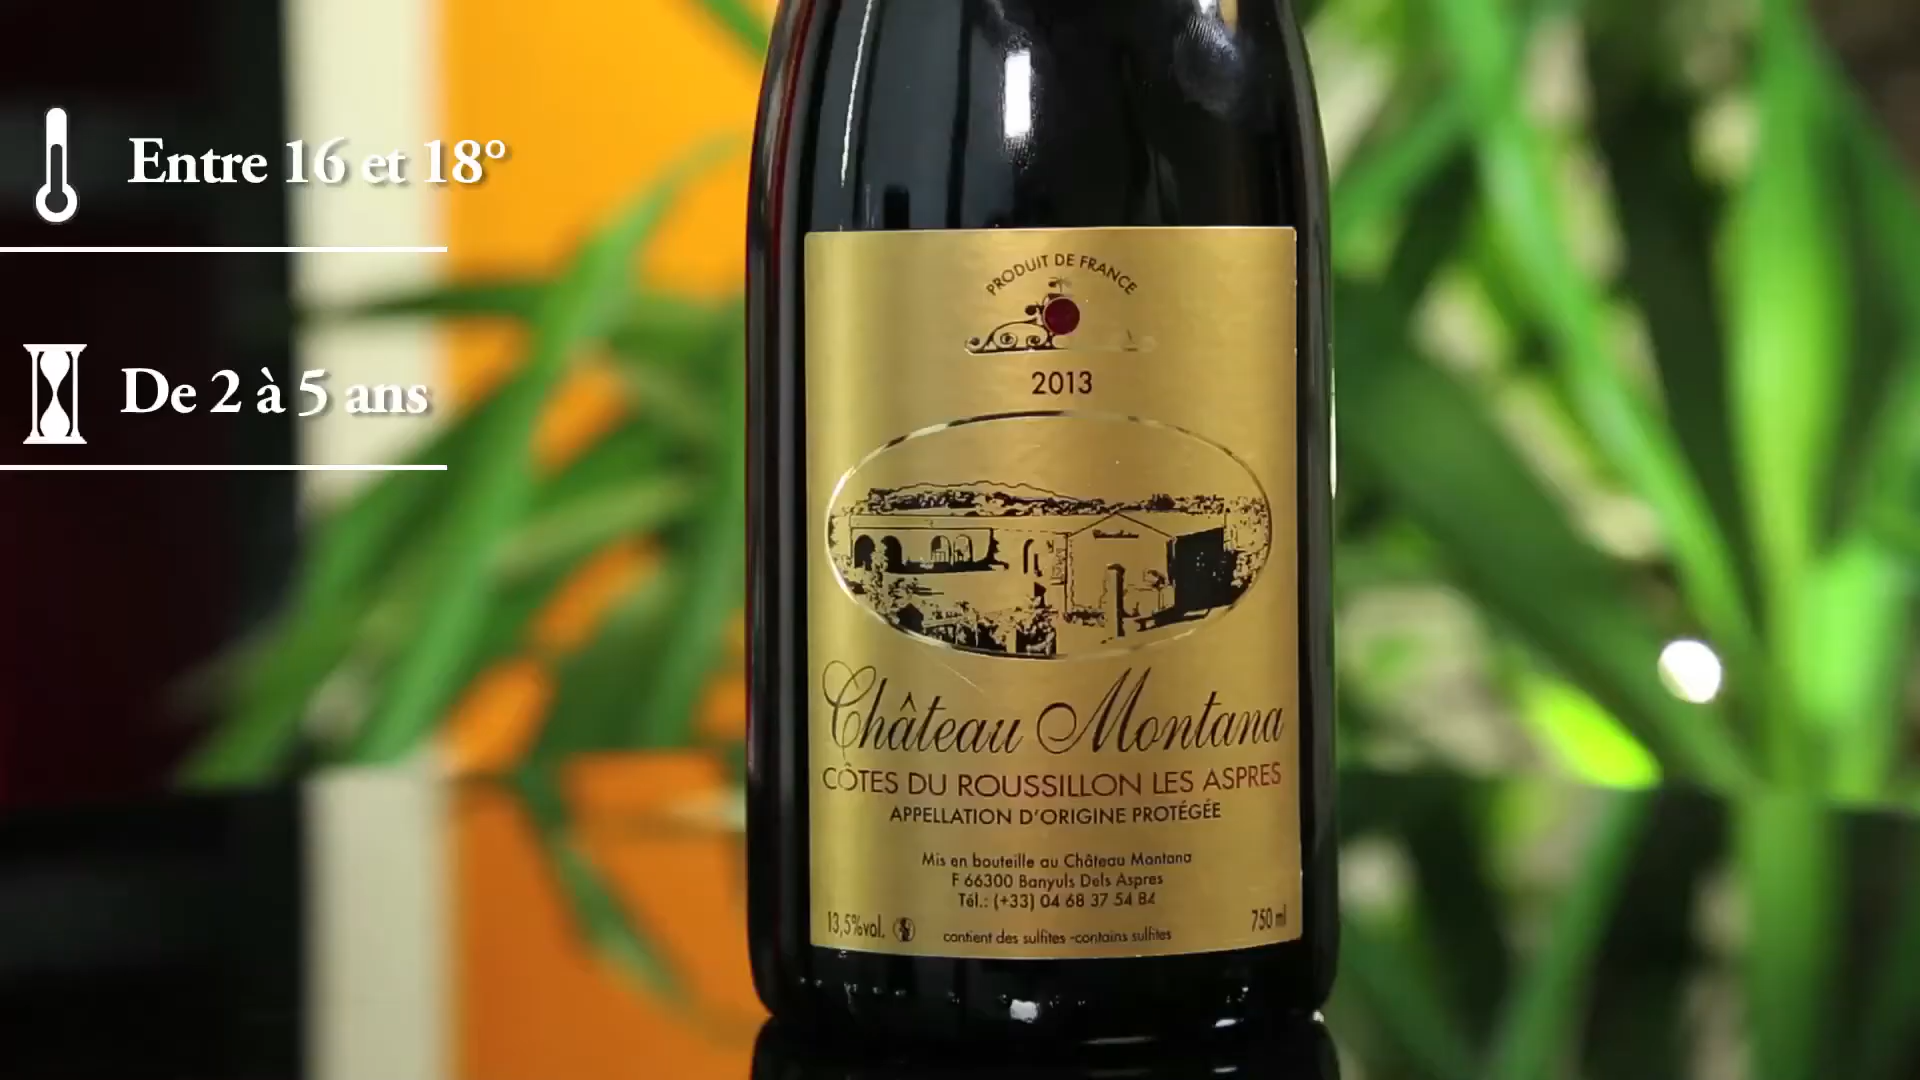 Entre 16 et 18°
De 2 à 5 ans
PRODUIT DE FRANCE
2013
Château Montana
CÔTES DU ROUSSILLON LES ASPRES
APPELLATION D'ORIGINE PROTÉGÉE
Mis en bouteille au Château Montana
F 66300 Banyuls Dels Aspres
Tél.: (+33) 04 68 37 54 84
13,5%vol.
contient des sulfites -contains sulfites
750 ml